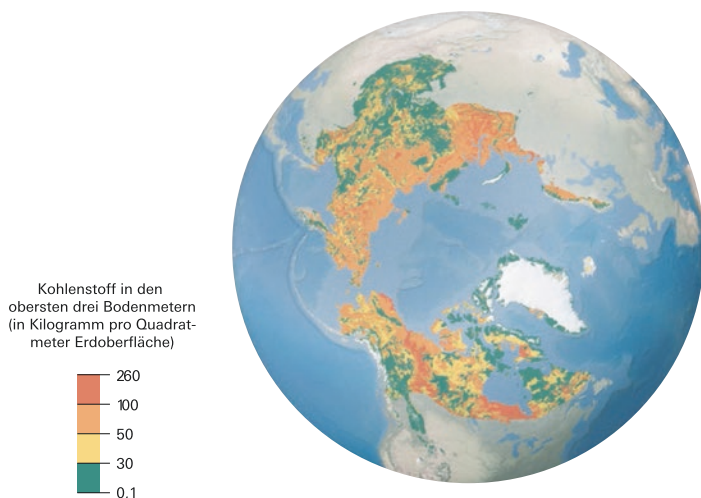 Kohlenstoff in den
obersten drei Bodenmetern
(in Kilogramm pro Quadrat-
meter Erdoberfläche)
260
100
50
30
0,1